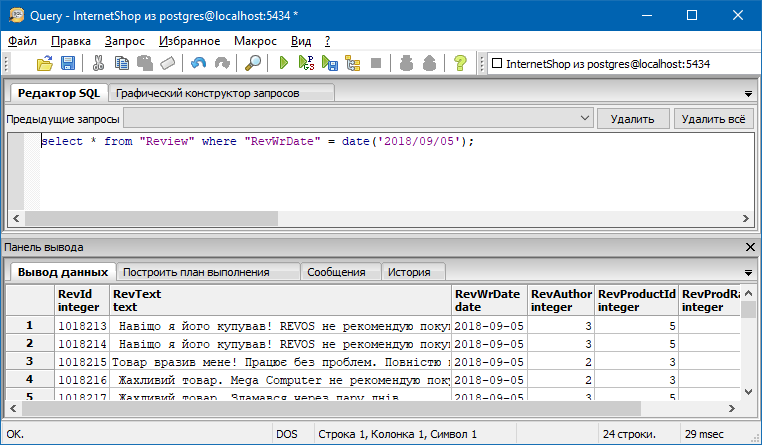 Query - InternetShop из postgres@localhost:5434 *
Файл Правка Запрос Избранное Макрос Вид ?
InternetShop из postgres@localhost:5434
Редактор SQL Графический конструктор запросов
Предыдущие запросы Удалить Удалить всё
select * from "Review" where "RevWrDate" = date('2018/09/05');
Панель вывода
Вывод данных Построить план выполнения Сообщения История
RevId RevText RevWrDate RevAuthor RevProductId RevProdRa
integer text date integer integer integer
1 1018213 Навіщо я його купував! REVOS не рекомендую поку 2018-09-05 3 5
2 1018214 Навіщо я його купував! REVOS не рекомендую поку 2018-09-05 3 5
3 1018215 Товар вразив мене! Працює без проблем. Повністю 2018-09-05 2 3
4 1018216 Жахливий товар. Mega Computer не рекомендую поку 2018-09-05 2 3
5 1018217 Жахливий товар. Зламався через пару днів 2018-09-05 3 5
OK. DOS Строка 1, Колонка 1, Символ 1 24 строки. 29 msec